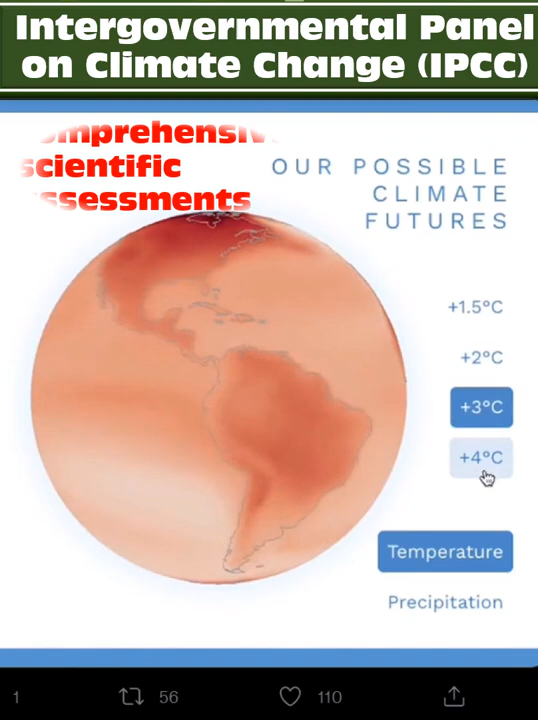 Intergovernmental Panel
on Climate Change (IPCC)
scientific
OUR POSSIBLE
CLIMATE
FUTURES
+1.5°C
+2°C
+3°C
+4°C
Temperature
Precipitation
1
56
110